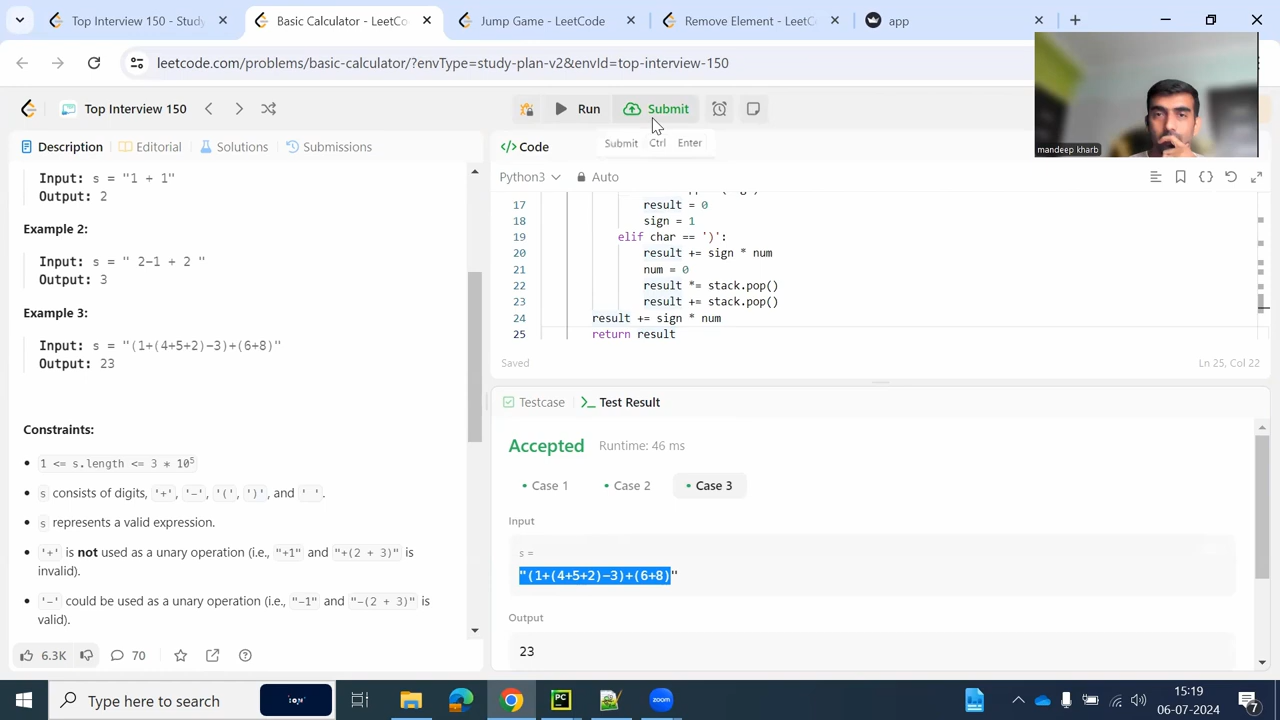 Top Interview 150 - Study
Basic Calculator - LeetCo
Jump Game - LeetCode
Remove Element - LeetC
app
leetcode.com/problems/basic-calculator/?envType=study-plan-v2&envId=top-interview-150
mandeep kharb
Top Interview 150
Run
Submit
Submit Ctrl Enter
Description
Editorial
Solutions
Submissions
Input: s = "1 + 1"
Output: 2
Example 2:
Input: s = " 2-1 + 2 "
Output: 3
Example 3:
Input: s = "(1+(4+5+2)-3)+(6+8)"
Output: 23
Constraints:
• 1 <= s.length <= 3 * 10⁵
• s consists of digits, '+', '-', '(', ')', and ' '.
• s represents a valid expression.
• '+' is not used as a unary operation (i.e., "+1" and "+(2 + 3)" is
invalid).
• '-' could be used as a unary operation (i.e., "-1" and "-(2 + 3)" is
valid).
6.3K
70
</> Code
Python3
Auto
17 result = 0
18 sign = 1
19 elif char == ')':
20 result += sign * num
21 num = 0
22 result *= stack.pop()
23 result += stack.pop()
24 result += sign * num
25 return result
Saved
Ln 25, Col 22
Testcase
Test Result
Accepted Runtime: 46 ms
• Case 1
• Case 2
• Case 3
Input
s =
"(1+(4+5+2)-3)+(6+8)"
Output
23
Type here to search
PC
zoom
15:19
06-07-2024
7